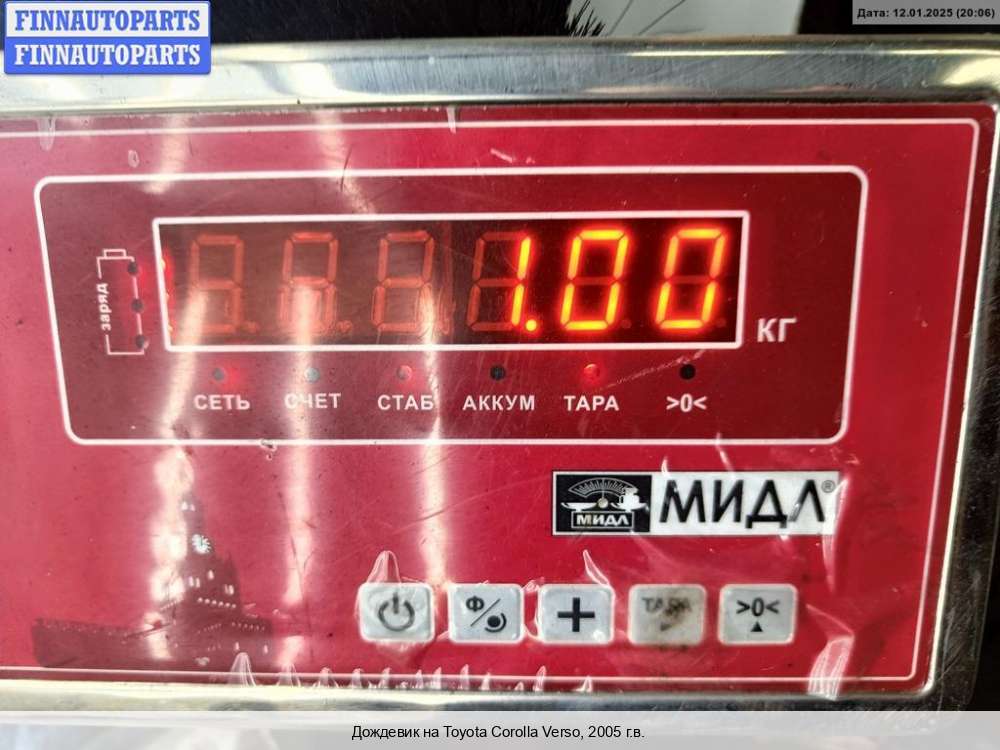 FINNAUTOPARTS
FINNAUTOPARTS
Дата: 12.01.2025 (20:06)
заряд
1.00
КГ
СЕТЬ СЧЕТ СТАБ АККУМ ТАРА >0<
МИДЛ МИДЛ®
Ф/ + ТАРА >0<
Дождевик на Toyota Corolla Verso, 2005 г.в.